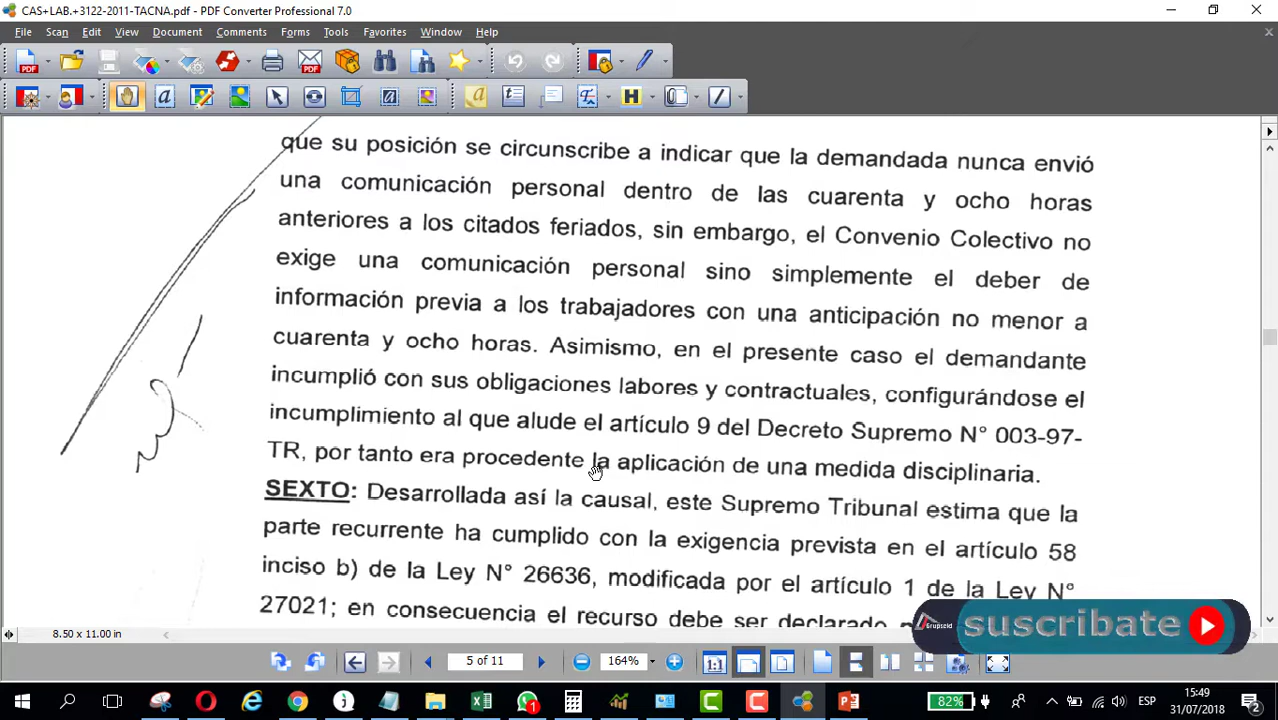 CAS+LAB.+3122-2011-TACNA.pdf - PDF Converter Professional 7.0
File Scan Edit View Document Comments Forms Tools Favorites Window Help
que su posición se circunscribe a indicar que la demandada nunca envió
una comunicación personal dentro de las cuarenta y ocho horas
anteriores a los citados feriados, sin embargo, el Convenio Colectivo no
exige una comunicación personal sino simplemente el deber de
información previa a los trabajadores con una anticipación no menor a
cuarenta y ocho horas. Asimismo, en el presente caso el demandante
incumplió con sus obligaciones labores y contractuales, configurándose el
incumplimiento al que alude el artículo 9 del Decreto Supremo N° 003-97-
TR, por tanto era procedente la aplicación de una medida disciplinaria.
SEXTO: Desarrollada así la causal, este Supremo Tribunal estima que la
parte recurrente ha cumplido con la exigencia prevista en el artículo 58
inciso b) de la Ley N° 26636, modificada por el artículo 1 de la Ley N°
27021; en consecuencia el recurso debe ser declarado
Grupseid suscribate
8.50 x 11.00 in
5 of 11
164%
1:1
82%
ESP
15:49
31/07/2018